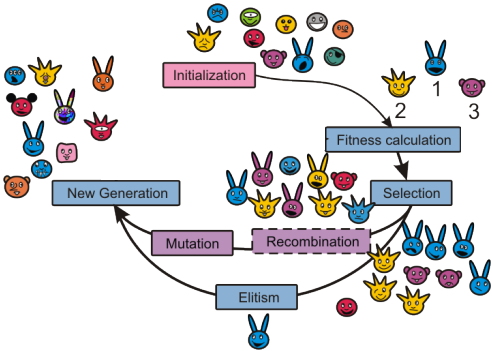 Initialization
1
2
3
Fitness calculation
New Generation
Selection
Mutation
Recombination
Elitism